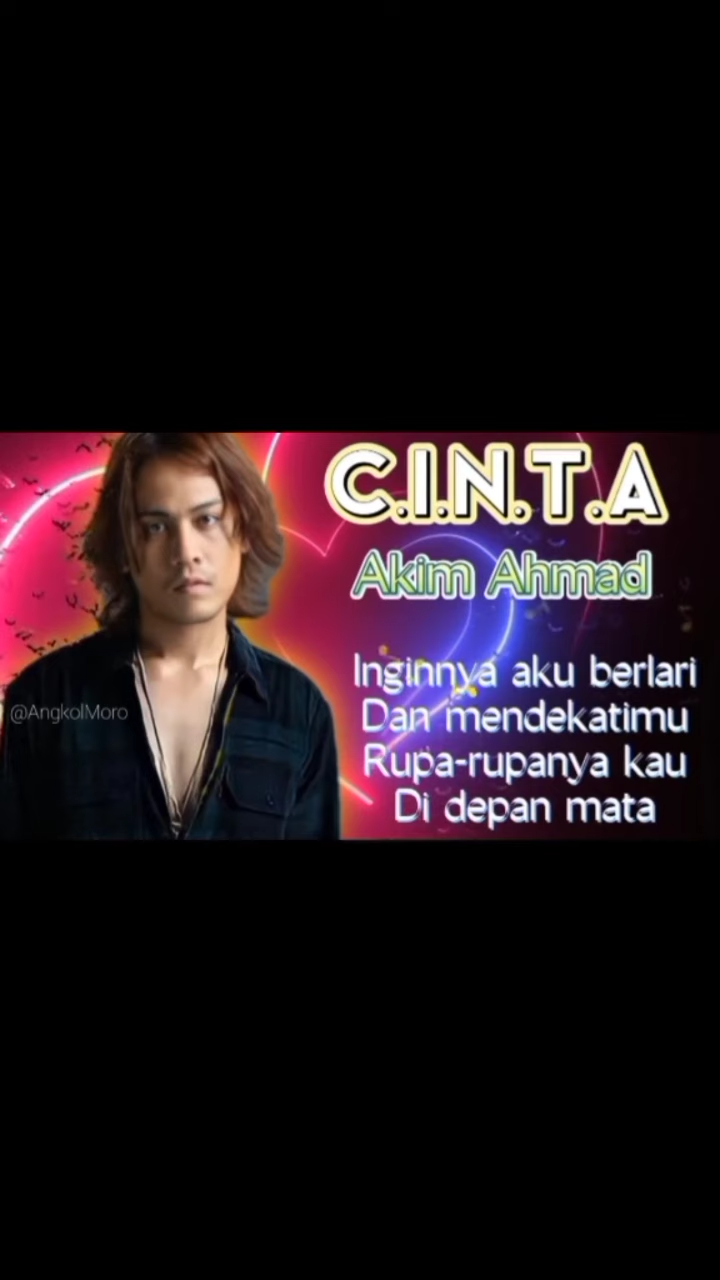 C.I.N.T.A
Akim Ahmad
Inginnya aku berlari
Dan mendekatimu
Rupa-rupanya kau
Di depan mata
@AngkolMoro